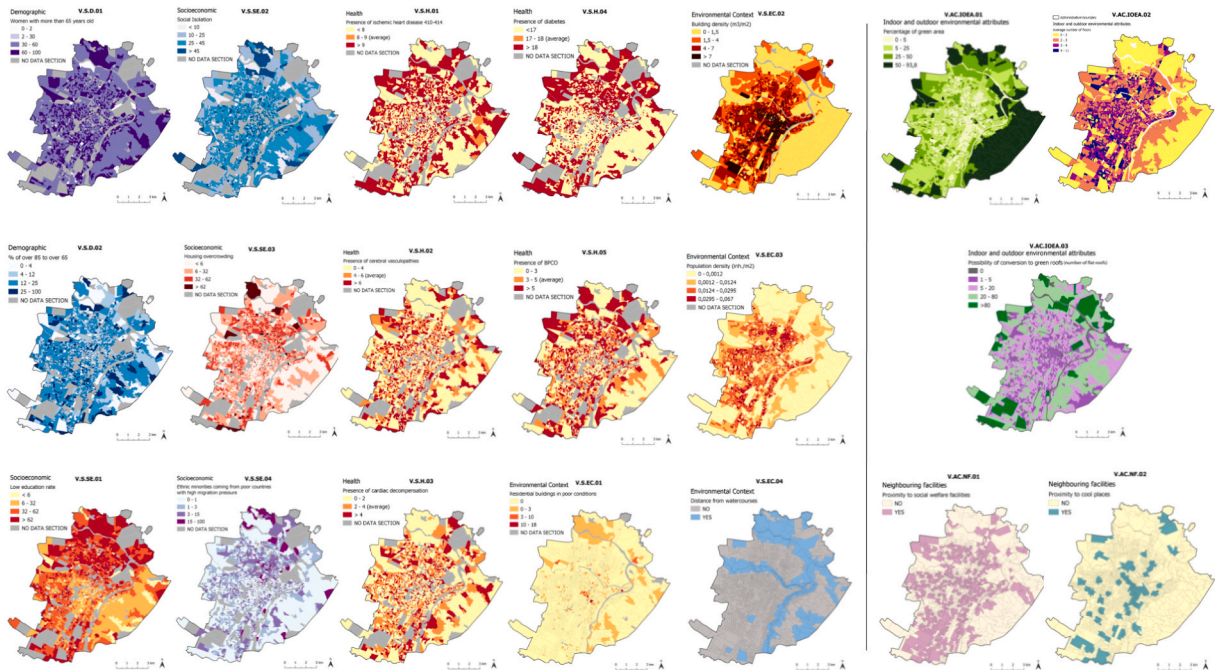 Demographic V.S.D.01
Women with more than 65 years old
0 - 2
2 - 30
30 - 60
60 - 100
NO DATA SECTION
Socioeconomic V.S.SE.02
Social Isolation
< 10
10 - 25
25 - 45
> 45
NO DATA SECTION
Health V.S.H.01
Presence of ischemic heart disease 410-414
< 8
8 - 9 (average)
> 9
NO DATA SECTION
Health V.S.H.04
Presence of diabetes
<17
17 - 18 (average)
> 18
NO DATA SECTION
Environmental Context V.S.EC.02
Building density (m3/m2)
0 - 1,5
1,5 - 4
4 - 7
> 7
NO DATA SECTION
V.AC.IOEA.01
Indoor and outdoor environmental attributes
Percentage of green area
0 - 5
5 - 25
25 - 50
50 - 93,8
V.AC.IOEA.02
Administrative boundary
Indoor and outdoor environmental attributes
Average number of floors
Demographic V.S.D.02
% of over 85 to over 65
0 - 4
4 - 12
12 - 25
25 - 100
NO DATA SECTION
Socioeconomic V.S.SE.03
Housing overcrowding
< 6
6 - 32
32 - 62
> 62
NO DATA SECTION
Health V.S.H.02
Presence of cerebral vasculopathies
0 - 4
4 - 6 (average)
> 6
NO DATA SECTION
Health V.S.H.05
Presence of BPCO
0 - 3
3 - 5 (average)
> 5
NO DATA SECTION
Environmental Context V.S.EC.03
Population density (inh./m2)
0 - 0,0012
0,0012 - 0,0124
0,0124 - 0,0295
0,0295 - 0,067
NO DATA SECTION
V.AC.IOEA.03
Indoor and outdoor environmental attributes
Possibility of conversion to green roofs (number of flat roofs)
0
1 - 5
5 - 20
20 - 80
>80
Socioeconomic V.S.SE.01
Low education rate
< 6
6 - 32
32 - 62
> 62
NO DATA SECTION
Socioeconomic V.S.SE.04
Ethnic minorities coming from poor countries
with high migration pressure
0 - 1
1 - 3
3 - 15
15 - 100
NO DATA SECTION
Health V.S.H.03
Presence of cardiac decompensation
0 - 2
2 - 4 (average)
> 4
NO DATA SECTION
Environmental Context V.S.EC.01
Residential buildings in poor conditions
0
0 - 3
3 - 10
10 - 18
NO DATA SECTION
V.S.EC.04
Environmental Context
Distance from watercourses
NO
YES
V.AC.NF.01
Neighbouring facilities
Proximity to social welfare facilities
NO
YES
V.AC.NF.02
Neighbouring facilities
Proximity to cool places
NO
YES